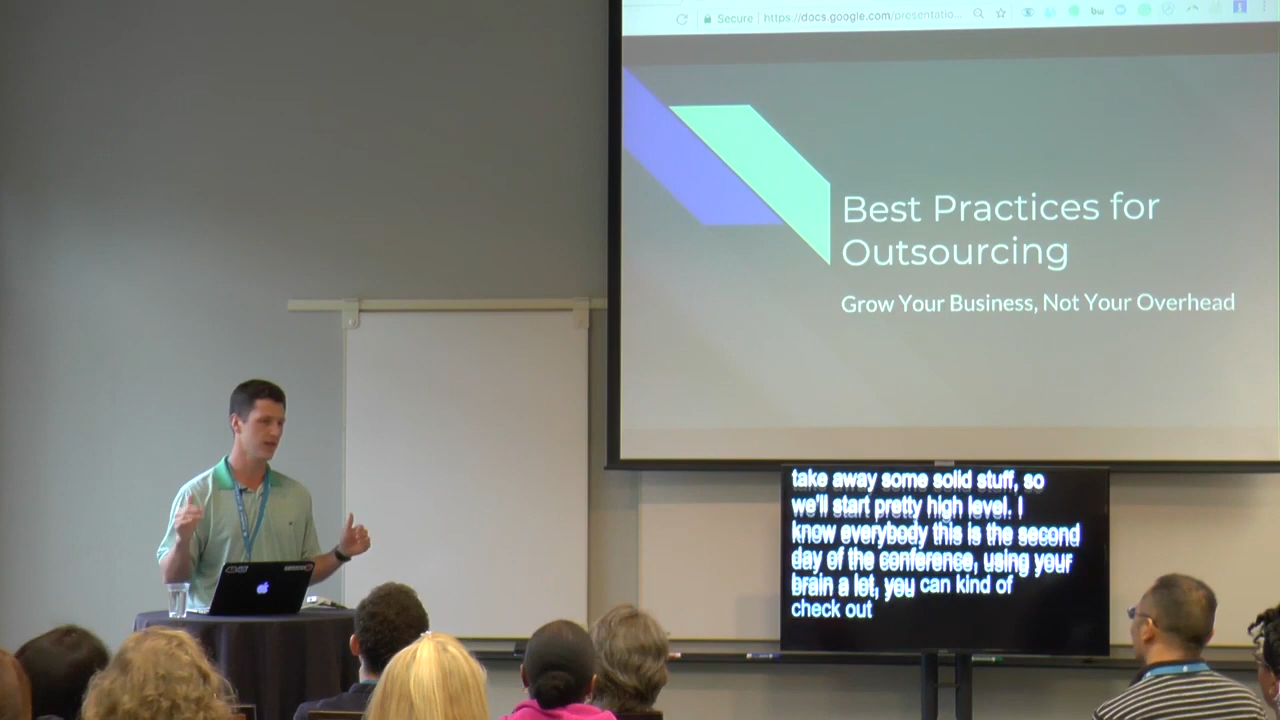 Secure https://docs.google.com/presentatio...
Best Practices for
Outsourcing
Grow Your Business, Not Your Overhead
take away some solid stuff, so
we'll start pretty high level. I
know everybody this is the second
day of the conference, using your
brain a lot, you can kind of
check out